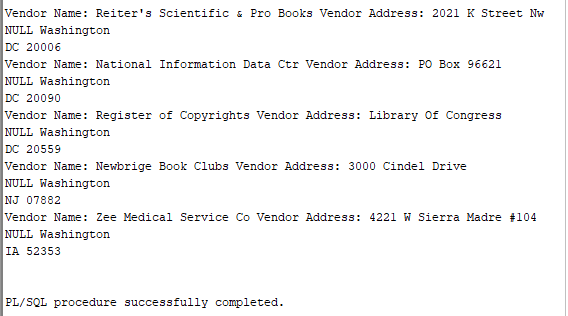 Vendor Name: Reiter's Scientific & Pro Books Vendor Address: 2021 K Street Nw
NULL Washington
DC 20006
Vendor Name: National Information Data Ctr Vendor Address: PO Box 96621
NULL Washington
DC 20090
Vendor Name: Register of Copyrights Vendor Address: Library Of Congress
NULL Washington
DC 20559
Vendor Name: Newbrige Book Clubs Vendor Address: 3000 Cindel Drive
NULL Washington
NJ 07882
Vendor Name: Zee Medical Service Co Vendor Address: 4221 W Sierra Madre #104
NULL Washington
IA 52353
PL/SQL procedure successfully completed.